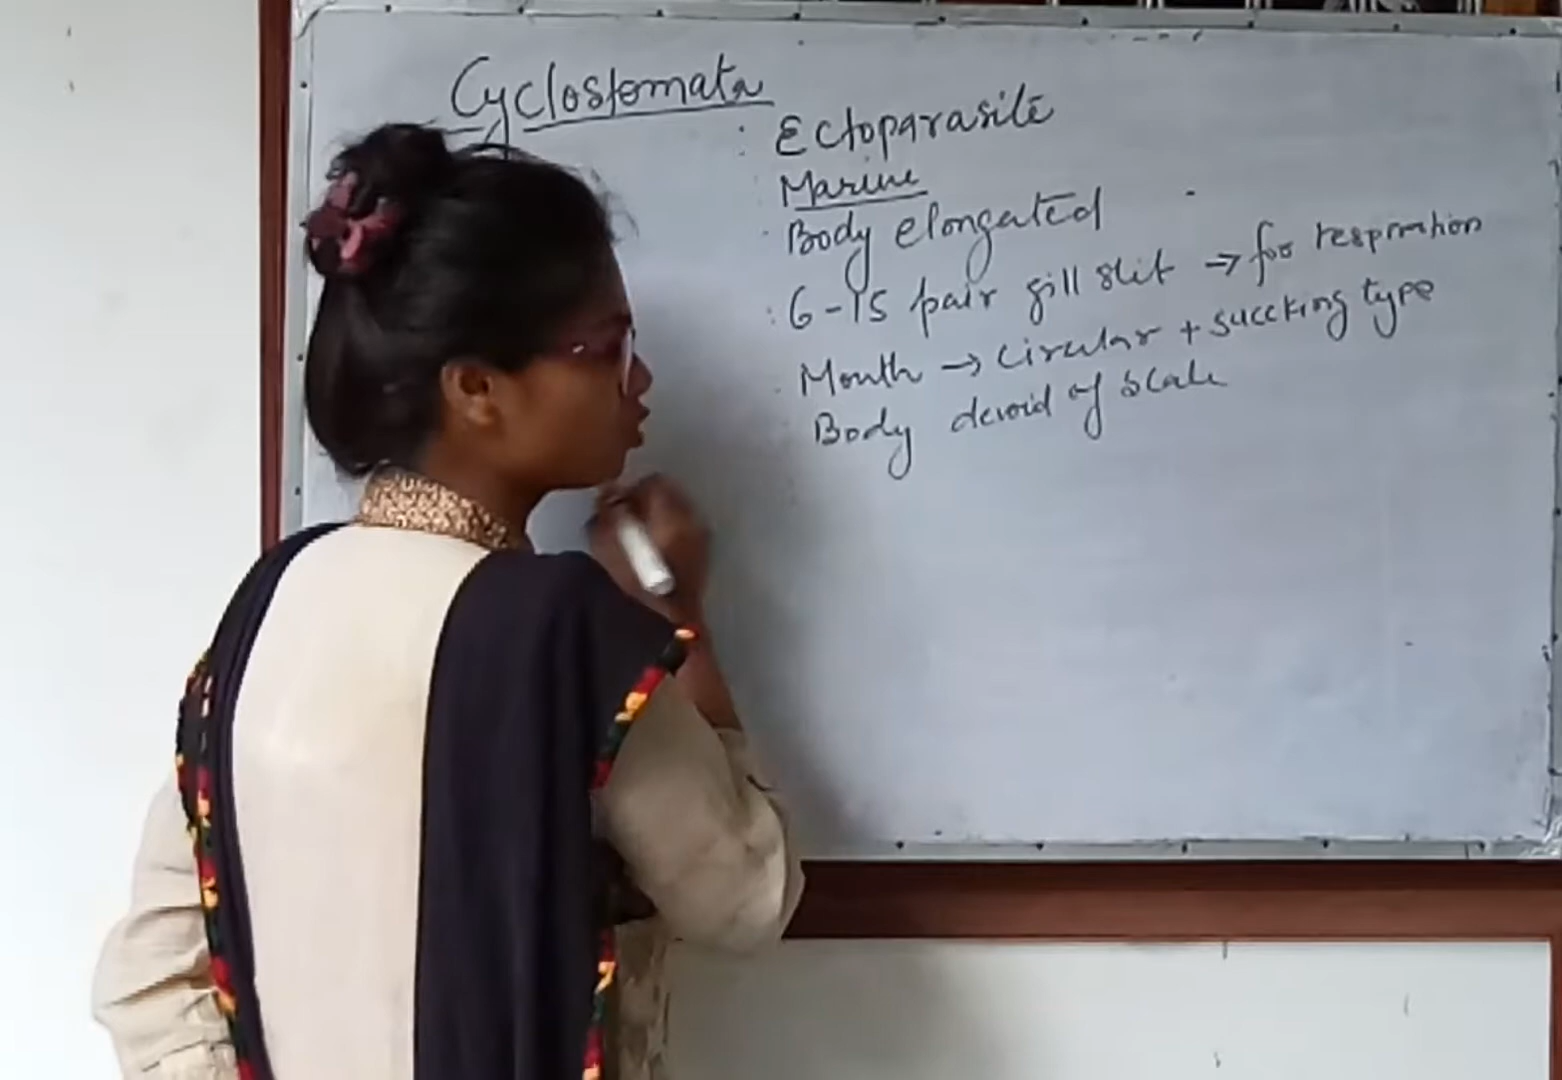 Cyclostomata
: Ectoparasite
Marine
Body elongated
: 6-15 pair gill slit → for respiration
Mouth → circular + succking type
Body devoid of scale